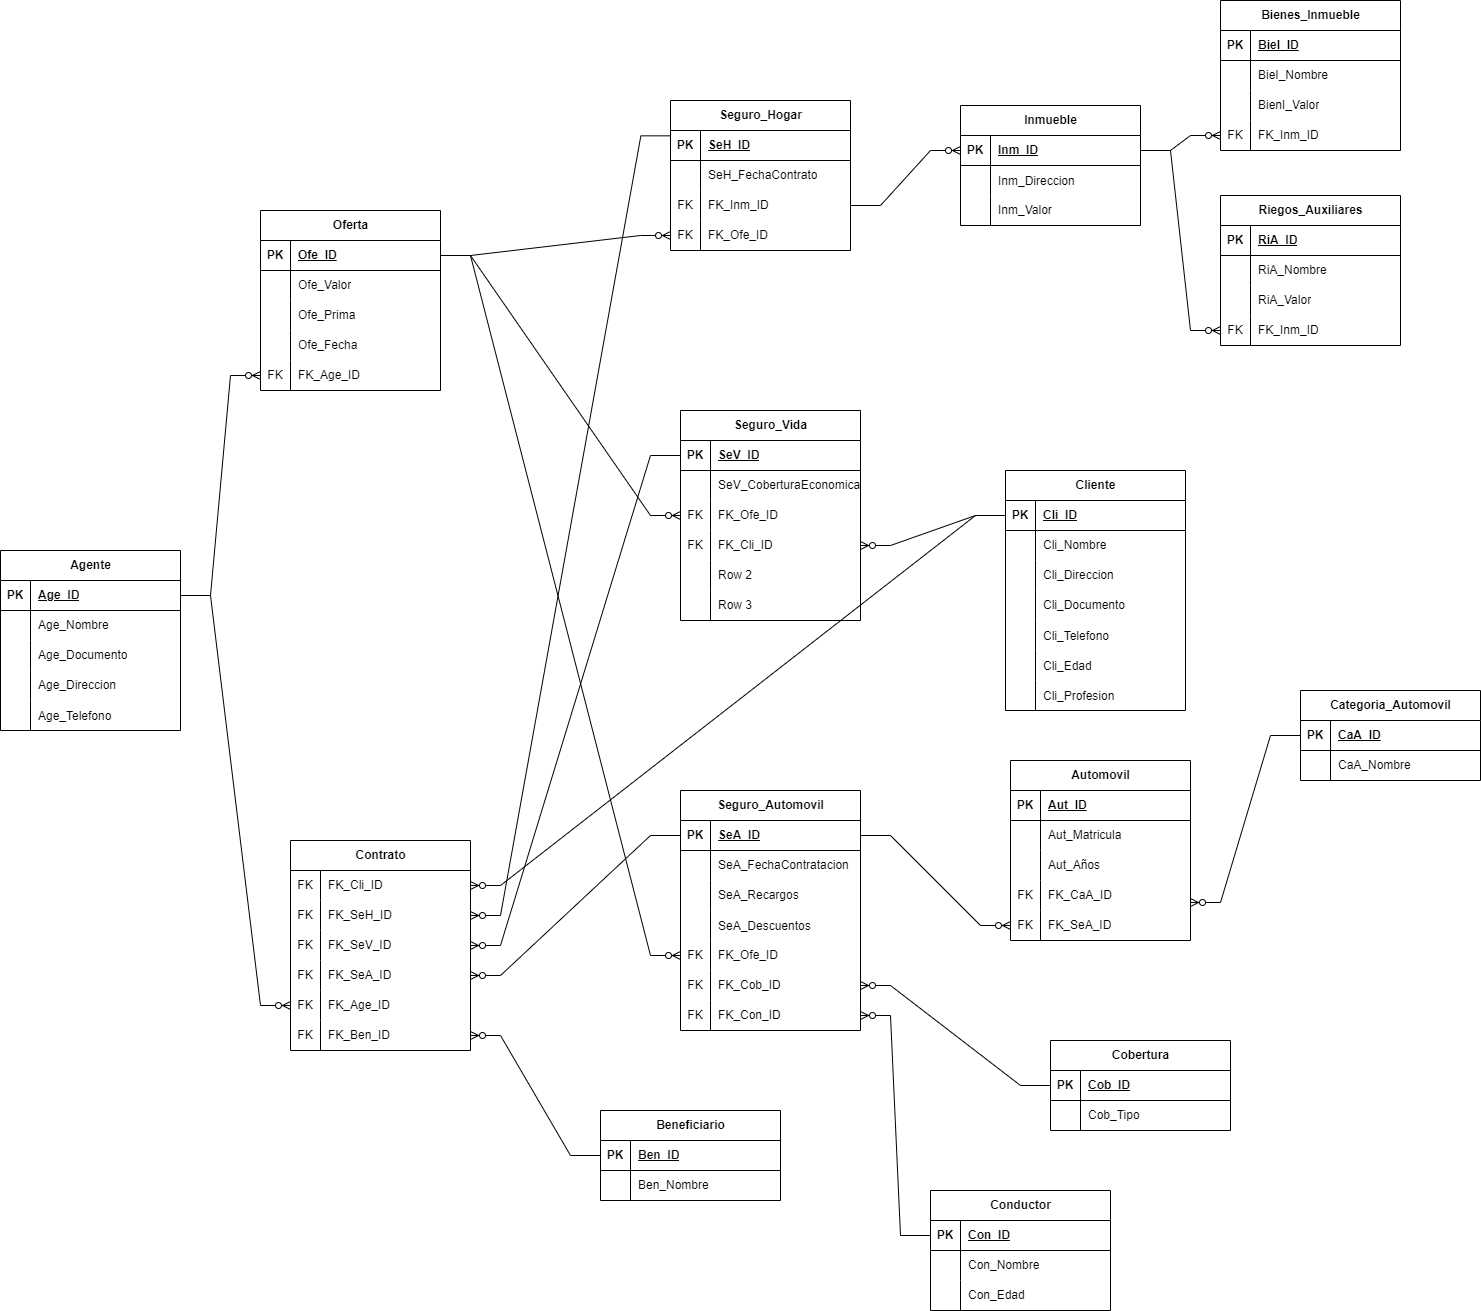 Bienes_Inmueble
PK BieI_ID
BieI_Nombre
BienI_Valor
FK FK_Inm_ID
Seguro_Hogar
PK SeH_ID
SeH_FechaContrato
FK FK_Inm_ID
FK FK_Ofe_ID
Inmueble
PK Inm_ID
Inm_Direccion
Inm_Valor
Riegos_Auxiliares
PK RiA_ID
RiA_Nombre
RiA_Valor
FK FK_Inm_ID
Oferta
PK Ofe_ID
Ofe_Valor
Ofe_Prima
Ofe_Fecha
FK FK_Age_ID
Seguro_Vida
PK SeV_ID
SeV_CoberturaEconomica
FK FK_Ofe_ID
FK FK_Cli_ID
Row 2
Row 3
Cliente
PK Cli_ID
Cli_Nombre
Cli_Direccion
Cli_Documento
Cli_Telefono
Cli_Edad
Cli_Profesion
Agente
PK Age_ID
Age_Nombre
Age_Documento
Age_Direccion
Age_Telefono
Categoria_Automovil
PK CaA_ID
CaA_Nombre
Automovil
PK Aut_ID
Aut_Matricula
Aut_Años
FK FK_CaA_ID
FK FK_SeA_ID
Seguro_Automovil
PK SeA_ID
SeA_FechaContratacion
SeA_Recargos
SeA_Descuentos
FK FK_Ofe_ID
FK FK_Cob_ID
FK FK_Con_ID
Contrato
FK FK_Cli_ID
FK FK_SeH_ID
FK FK_SeV_ID
FK FK_SeA_ID
FK FK_Age_ID
FK FK_Ben_ID
Cobertura
PK Cob_ID
Cob_Tipo
Beneficiario
PK Ben_ID
Ben_Nombre
Conductor
PK Con_ID
Con_Nombre
Con_Edad